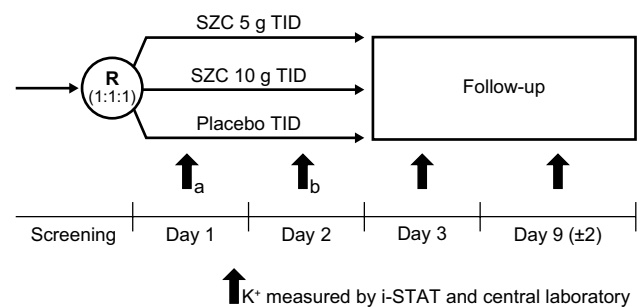 SZC 5 g TID
R
(1:1:1)
SZC 10 g TID
Follow-up
Placebo TID
a
b
Screening
Day 1
Day 2
Day 3
Day 9 (±2)
K⁺ measured by i-STAT and central laboratory